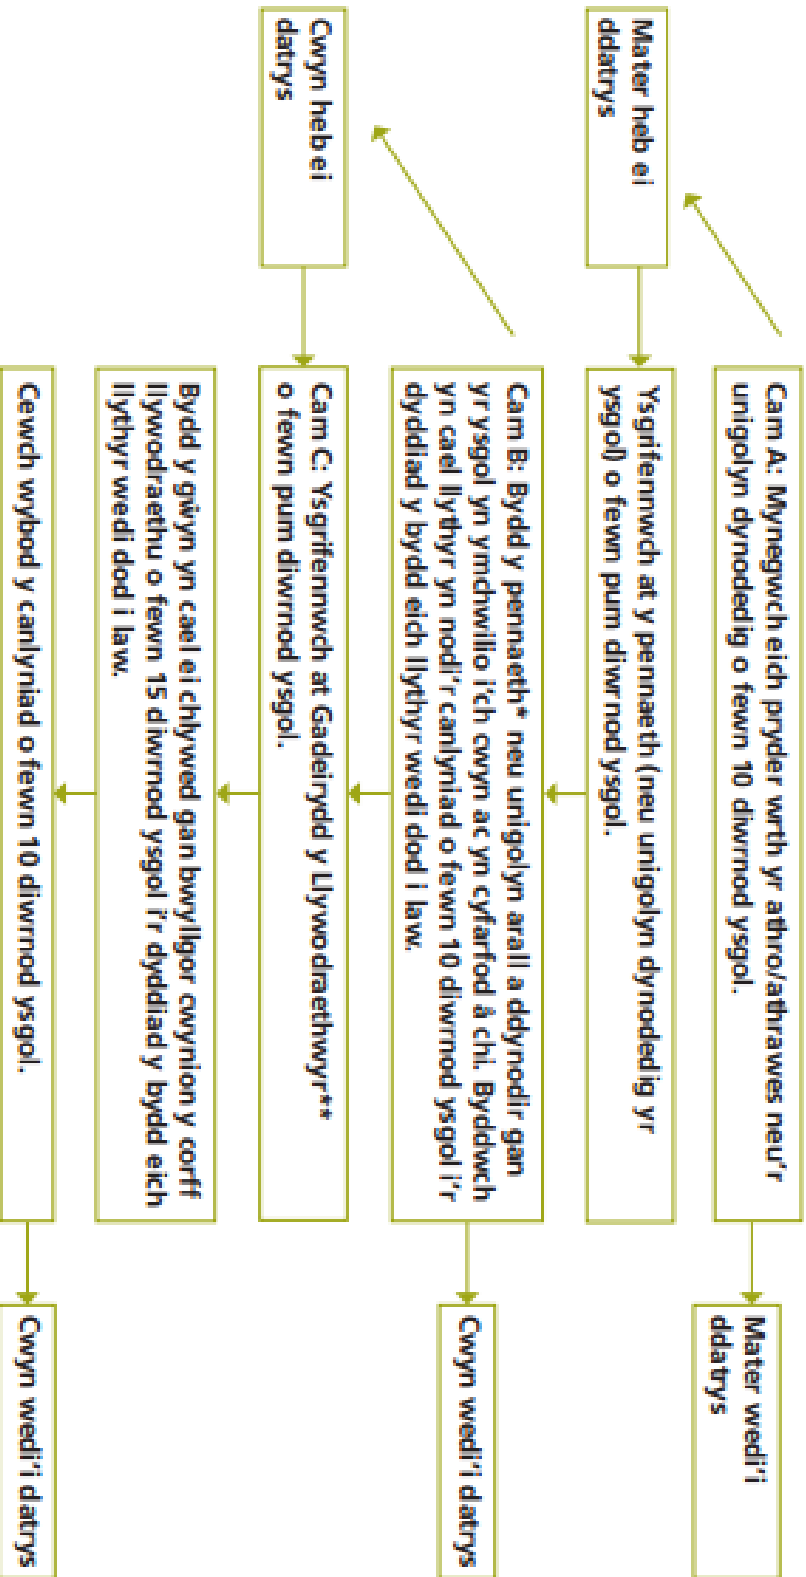 Cam A: Mynegwch eich pryder wrth yr athro/athrawes neu'r
unigolyn dynodedig o fewn 10 diwrnod ysgol.
Mater wedi'i
ddatrys
Mater heb ei
ddatrys
Ysgrifennwch at y pennaeth (neu unigolyn dynodedig yr
ysgol) o fewn pum diwrnod ysgol.
Cam B: Bydd y pennaeth* neu unigolyn arall a ddynodir gan
yr ysgol yn ymchwilio i'ch cwyn ac yn cyfarfod â chi. Byddwch
yn cael llythyr yn nodi'r canlyniad o fewn 10 diwrnod ysgol i'r
dyddiad y bydd eich llythyr wedi dod i law.
Cwyn wedi'i datrys
Cwyn heb ei
datrys
Cam C: Ysgrifennwch at Gadeirydd y Llywodraethwyr**
o fewn pum diwrnod ysgol.
Bydd y gŵyn yn cael ei chlywed gan bwyllgor cwynion y corff
llywodraethu o fewn 15 diwrnod ysgol i'r dyddiad y bydd eich
llythyr wedi dod i law.
Cewch wybod y canlyniad o fewn 10 diwrnod ysgol.
Cwyn wedi'i datrys